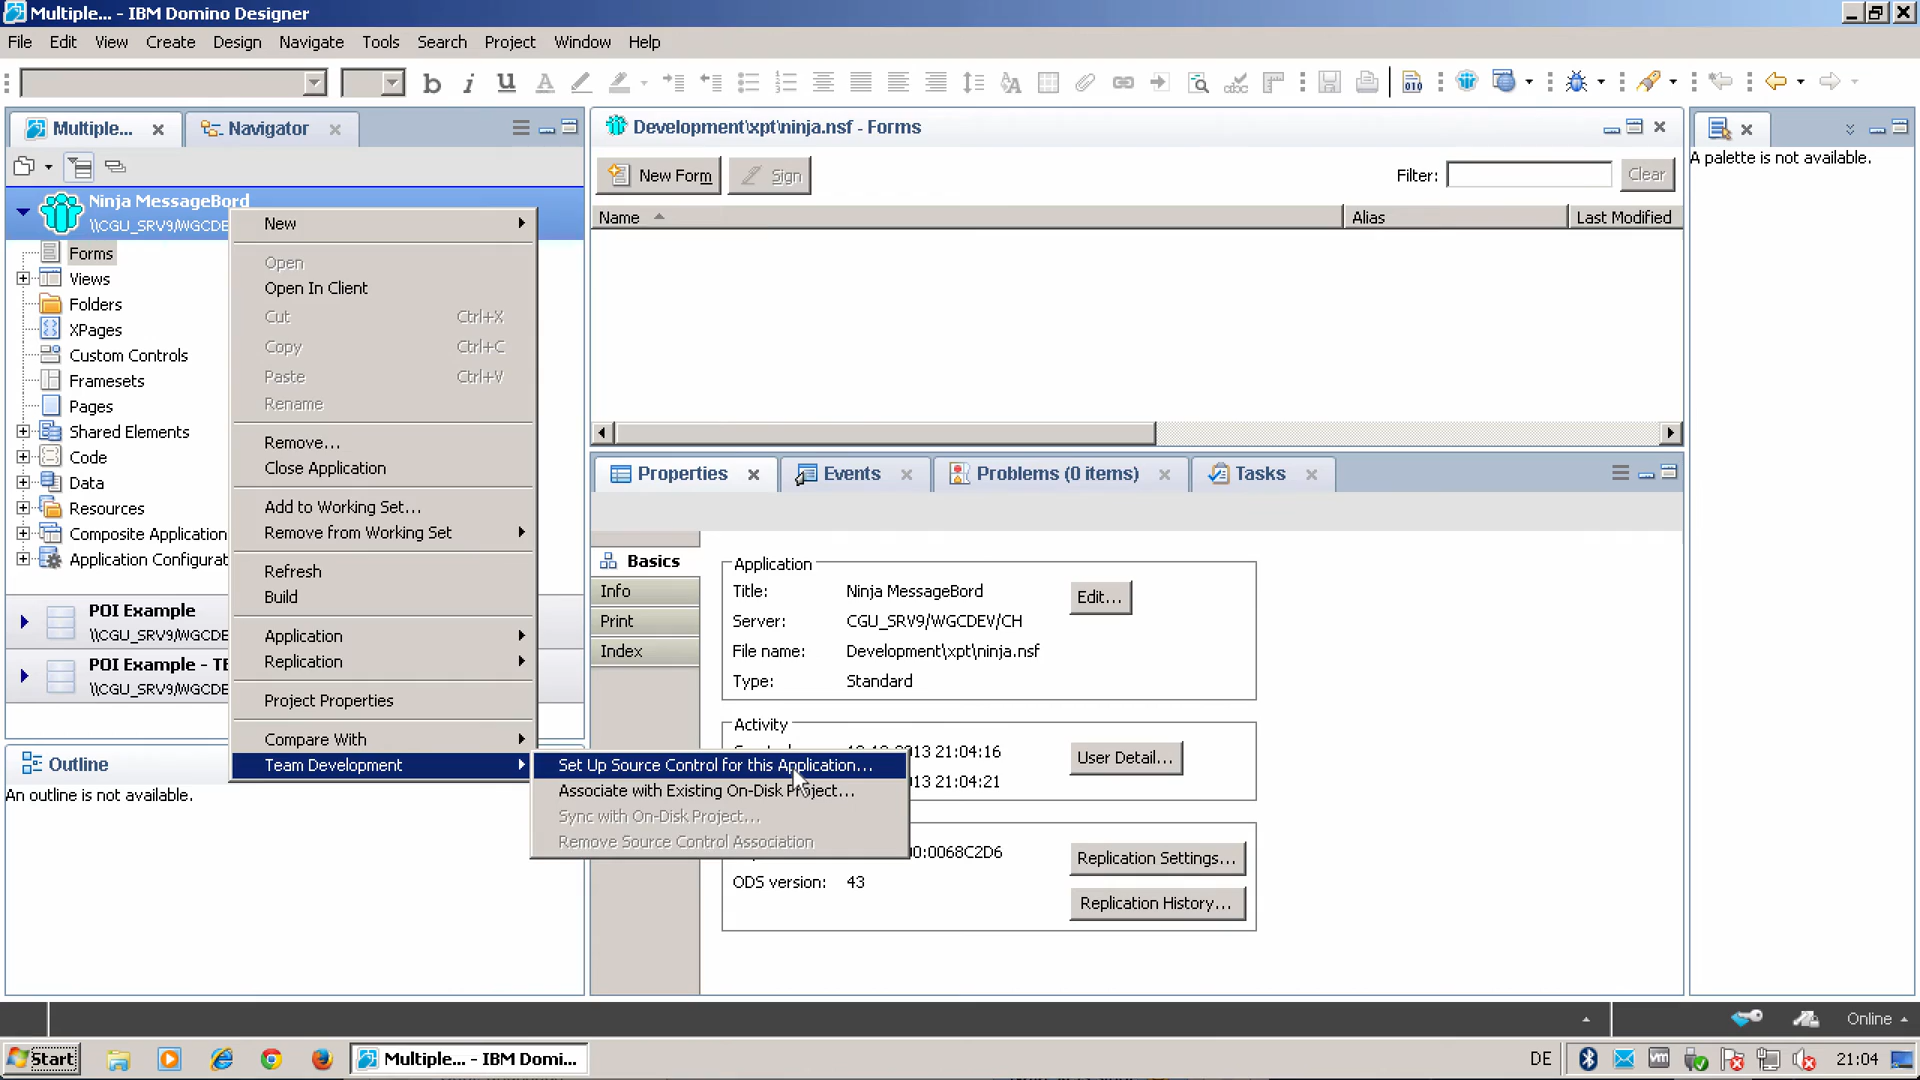 Multiple... - IBM Domino Designer
File Edit View Create Design Navigate Tools Search Project Window Help
Multiple... Navigator
Ninja MessageBord
\\CGU_SRV9/WGCDE
Forms
Views
Folders
XPages
Custom Controls
Framesets
Pages
Shared Elements
Code
Data
Resources
Composite Application
Application Configurat
POI Example
\\CGU_SRV9/WGCDE
POI Example - TE
\\CGU_SRV9/WGCDE
Outline
An outline is not available.
New
Open
Open In Client
Cut Ctrl+X
Copy Ctrl+C
Paste Ctrl+V
Rename
Remove...
Close Application
Add to Working Set...
Remove from Working Set
Refresh
Build
Application
Replication
Project Properties
Compare With
Team Development
Set Up Source Control for this Application...
Associate with Existing On-Disk Project...
Sync with On-Disk Project...
Remove Source Control Association
Development\xpt\ninja.nsf - Forms
New Form Sign Filter: Clear
Name Alias Last Modified
Properties Events Problems (0 items) Tasks
Basics
Info
Print
Index
Application
Title: Ninja MessageBord Edit...
Server: CGU_SRV9/WGCDEV/CH
File name: Development\xpt\ninja.nsf
Type: Standard
Activity
2013 21:04:16 User Detail...
13 21:04:21
00:0068C2D6 Replication Settings...
ODS version: 43
Replication History...
A palette is not available.
Online
Start Multiple... - IBM Domi... DE 21:04